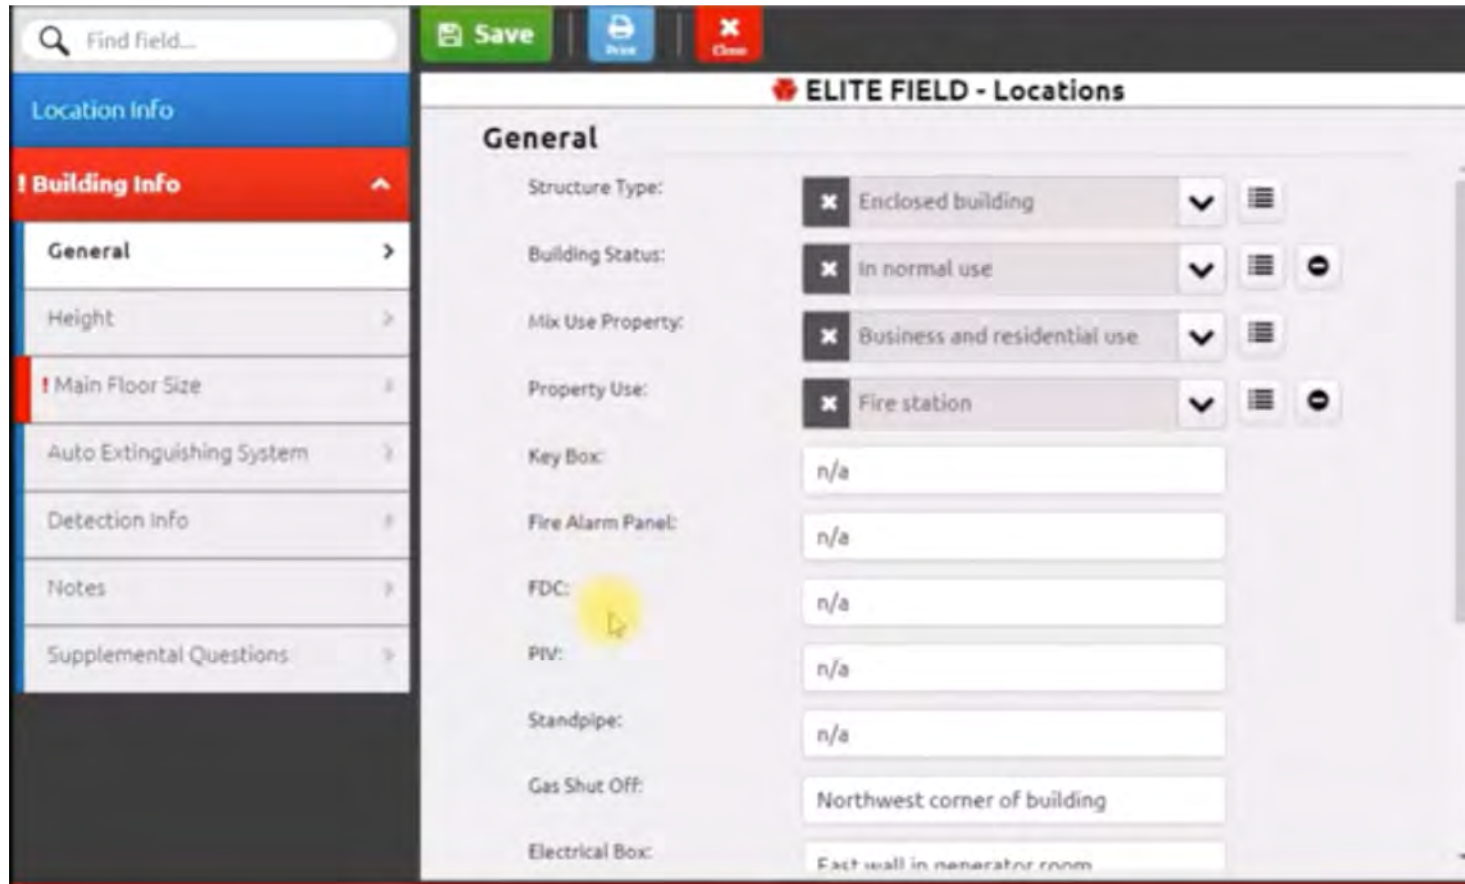 Find field...
Save
Print
Close
Location Info
! Building Info
General
Height
! Main Floor Size
Auto Extinguishing System
Detection Info
Notes
Supplemental Questions
ELITE FIELD - Locations
General
Structure Type: Enclosed building
Building Status: In normal use
Mix Use Property: Business and residential use
Property Use: Fire station
Key Box: n/a
Fire Alarm Panel: n/a
FDC: n/a
PIV: n/a
Standpipe: n/a
Gas Shut Off: Northwest corner of building
Electrical Box: East wall in generator room